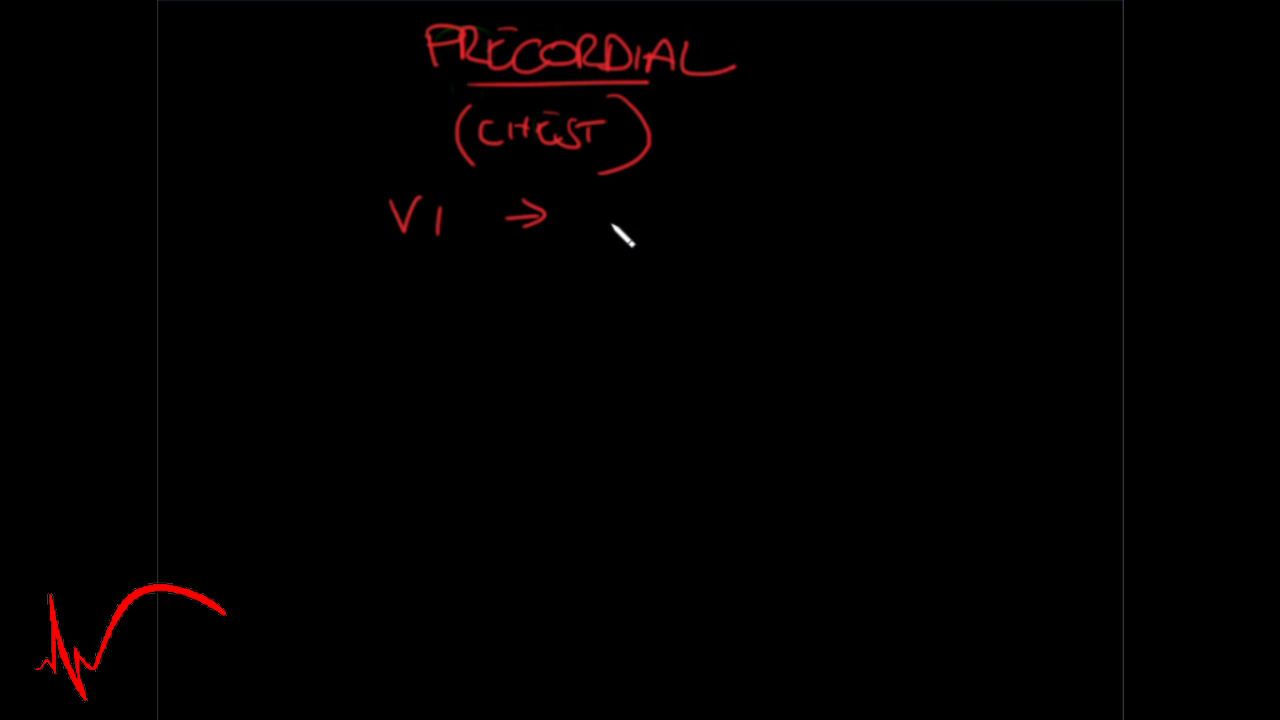 PRECORDIAL
(CHEST)
V1 →